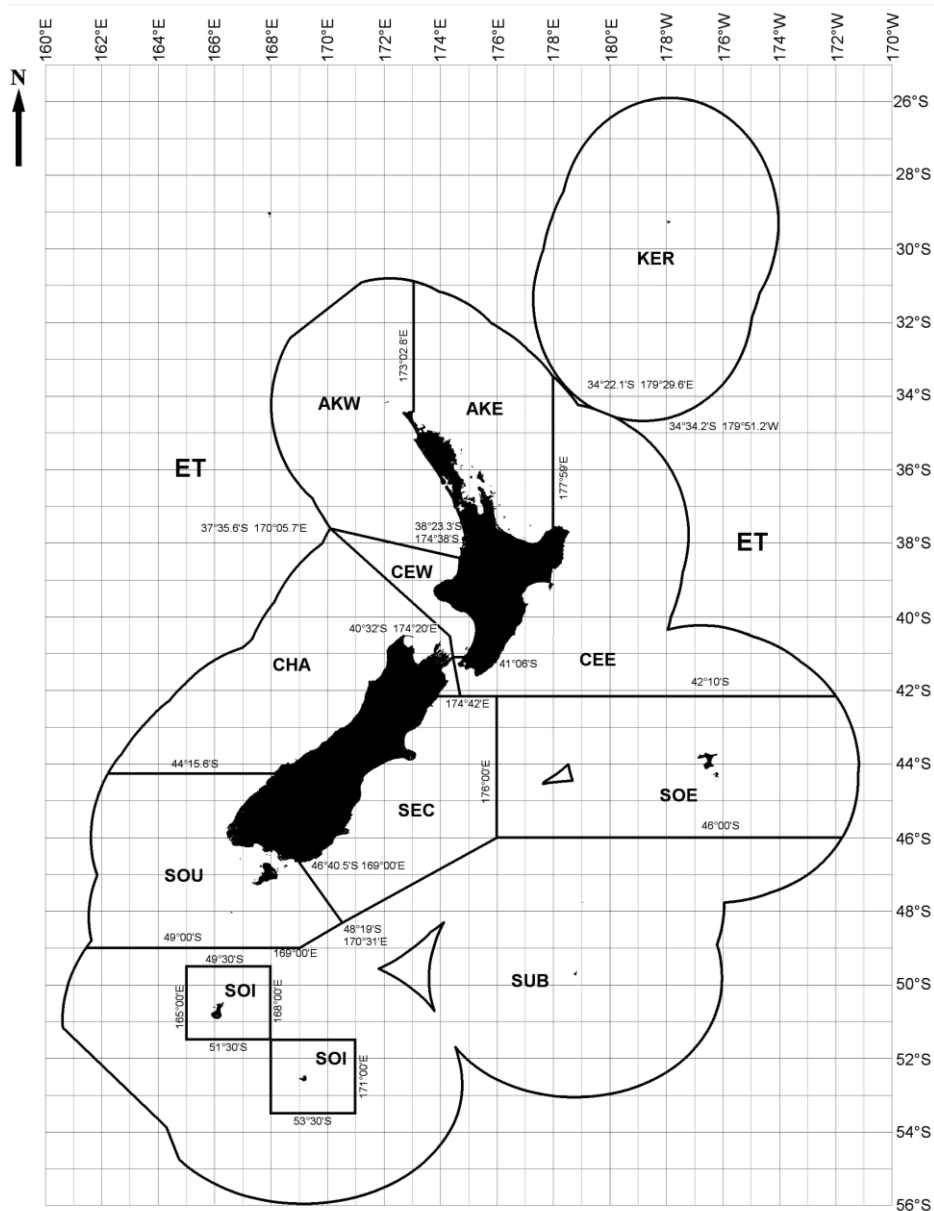 160°E
162°E
164°E
166°E
168°E
170°E
172°E
174°E
176°E
178°E
180°E
178°W
176°W
174°W
172°W
170°W
N
26°S
28°S
KER
30°S
32°S
173°02.8'E
34°22.1'S 179°29.6'E
AKW
AKE
34°S
34°34.2'S 179°51.2'W
ET
177°59'E
36°S
37°35.6'S 170°05.7'E
38°23.3'S
174°38'S
ET
38°S
CEW
40°32'S 174°20'E
40°S
CHA
41°06'S
CEE
42°10'S
174°42'E
42°S
44°15.6'S
176°00'E
SOE
44°S
SEC
46°00'S
46°S
46°40.5'S 169°00'E
SOU
48°19'S
170°31'E
48°S
49°00'S
169°00'E
49°30'S
165°00'E
SOI
168°00'E
SUB
50°S
51°30'S
SOI
171°00'E
52°S
53°30'S
54°S
56°S